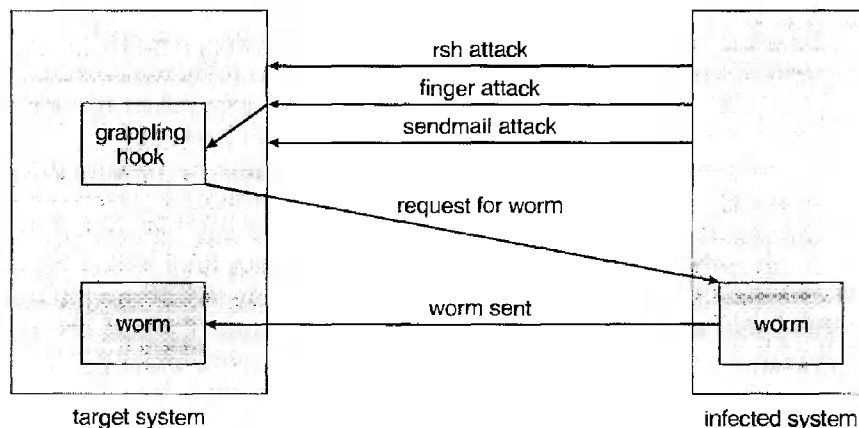 rsh attack
finger attack
grappling
hook
sendmail attack
request for worm
worm
worm sent
worm
target system
infected system